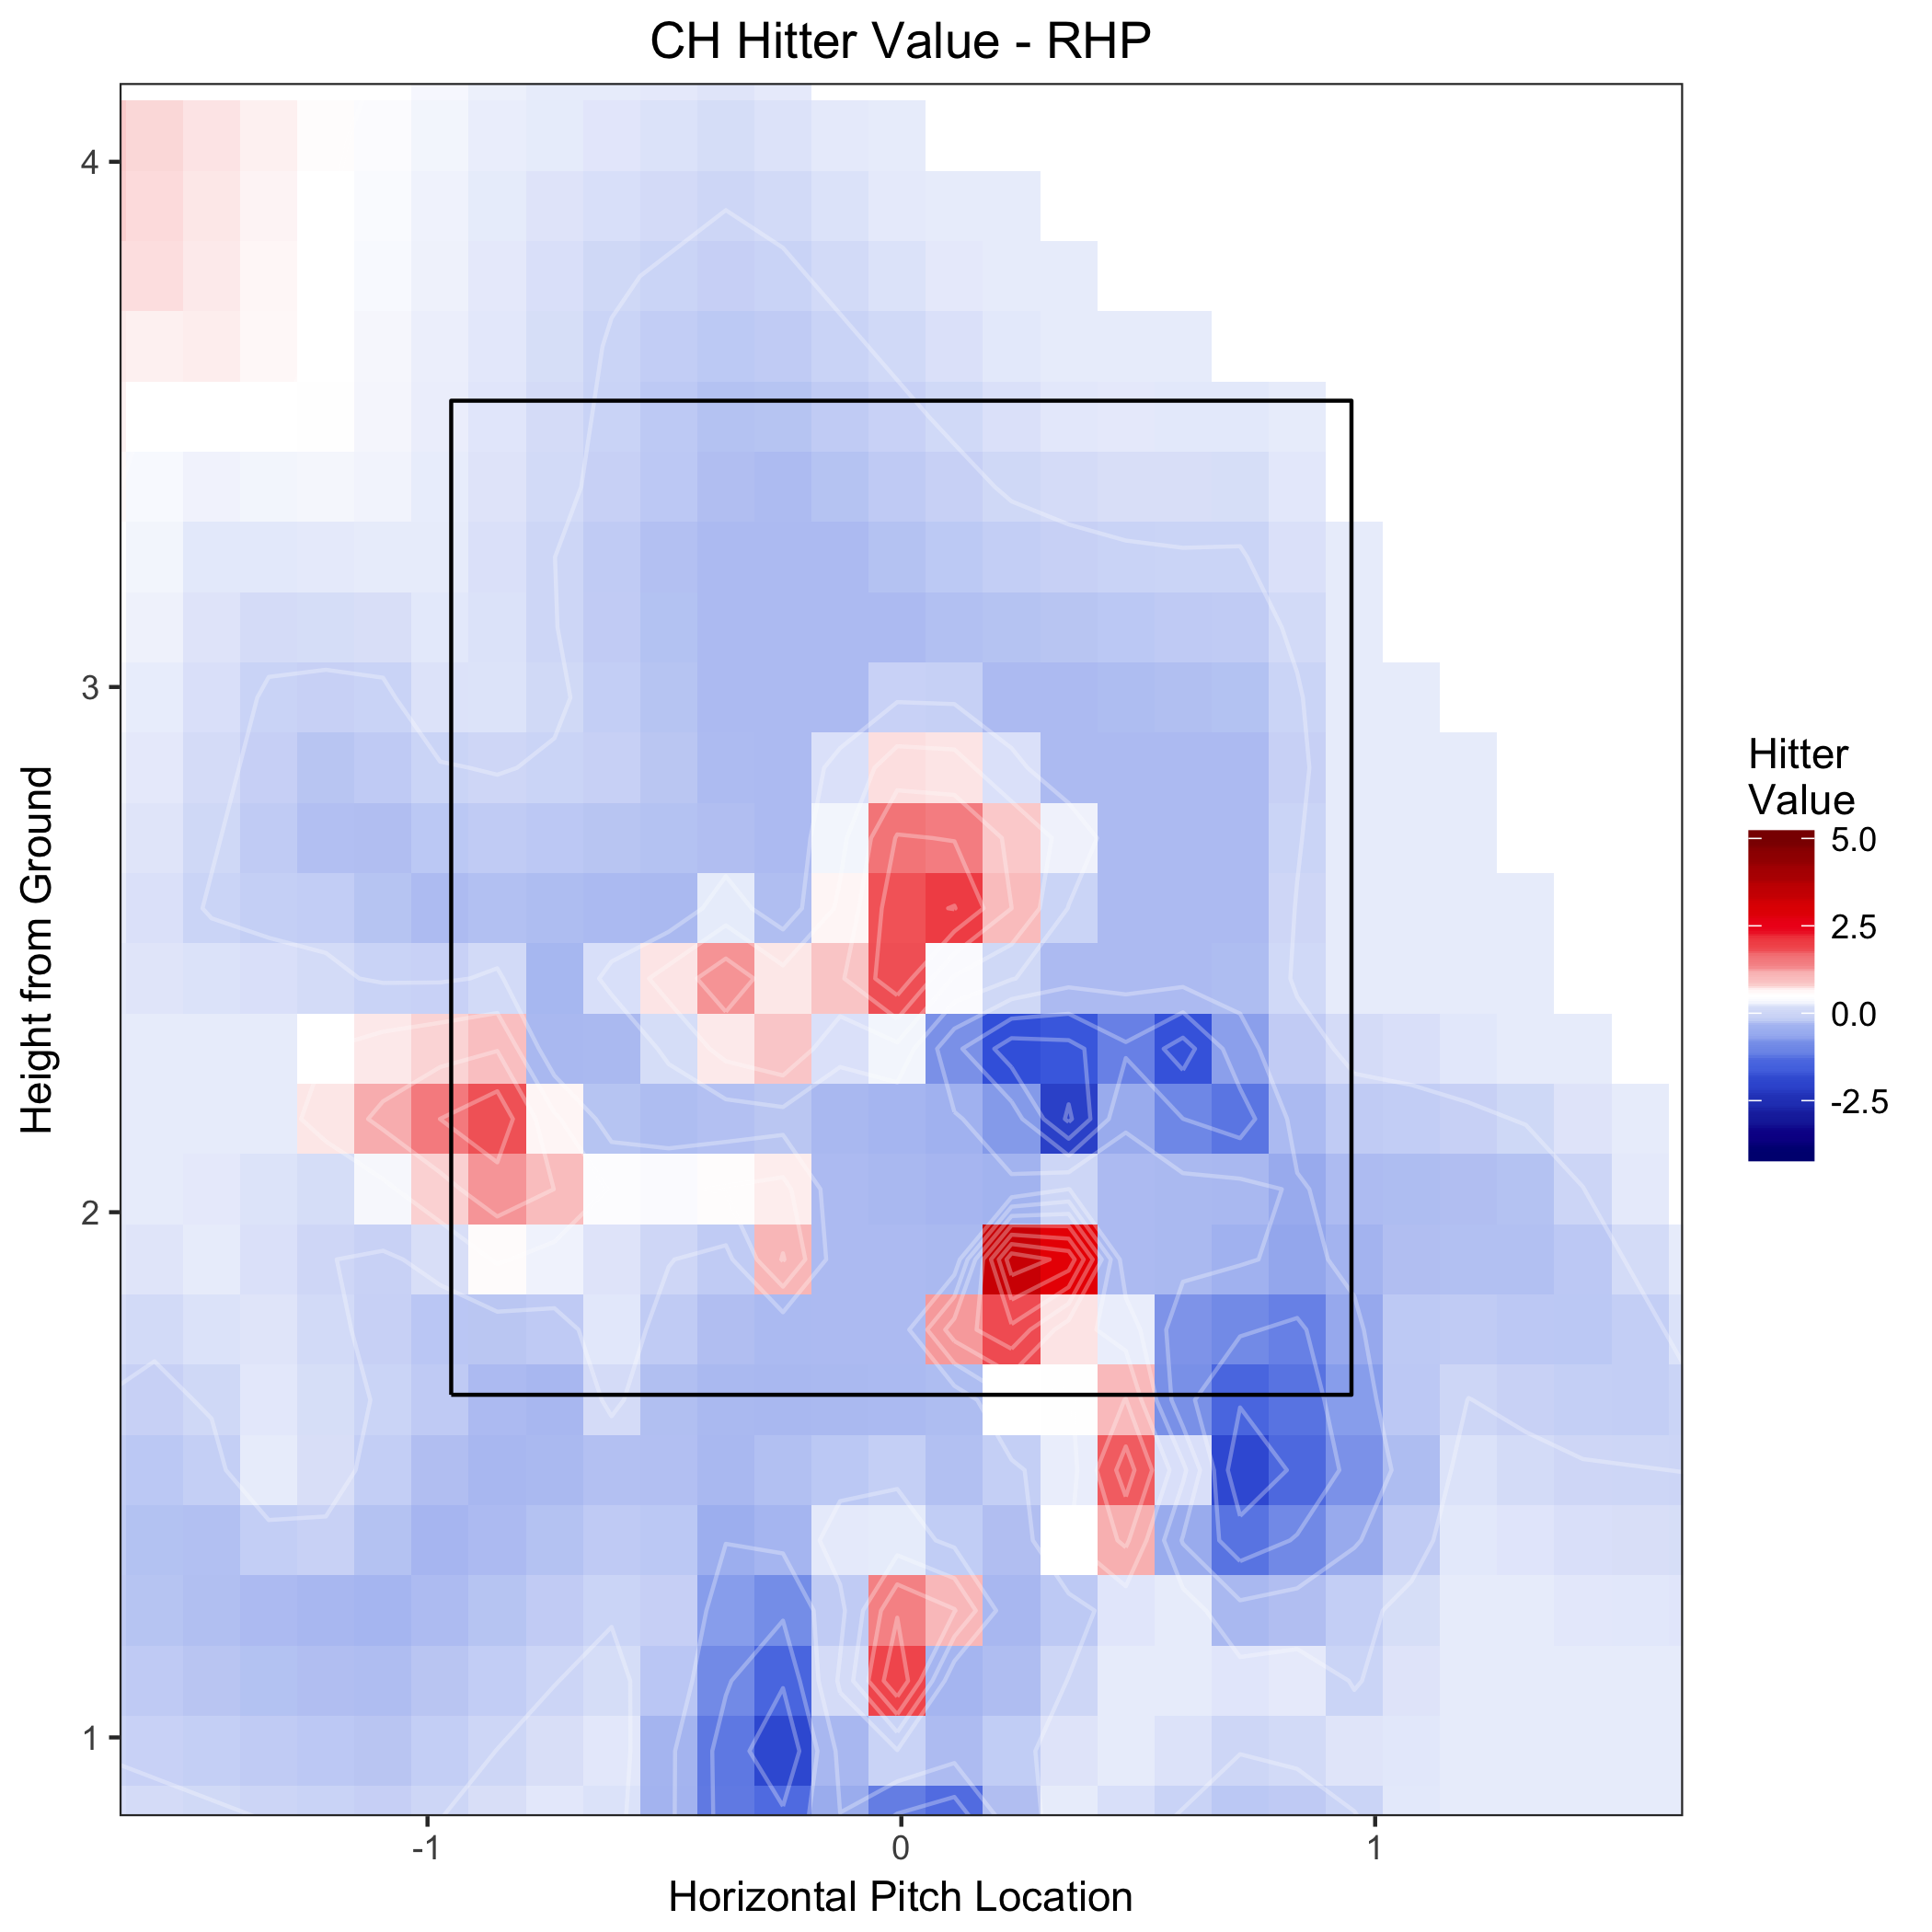 CH Hitter Value - RHP
4
3
2
1
Height from Ground
-1
0
1
Horizontal Pitch Location
Hitter
Value
5.0
2.5
0.0
-2.5